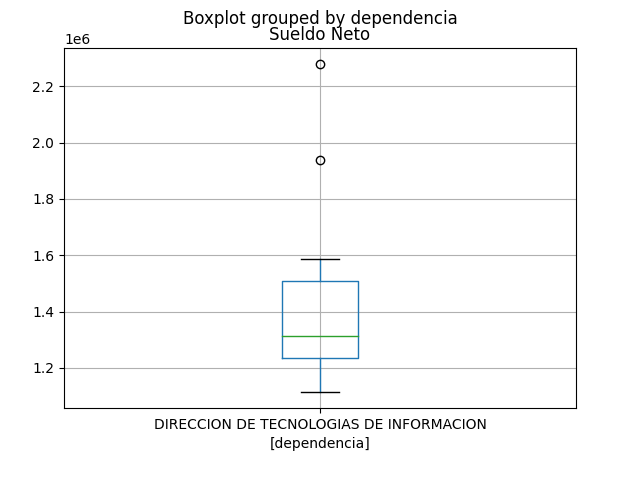 Boxplot grouped by dependencia
Sueldo Neto
1e6
2.2
2.0
1.8
1.6
1.4
1.2
DIRECCION DE TECNOLOGIAS DE INFORMACION
[dependencia]